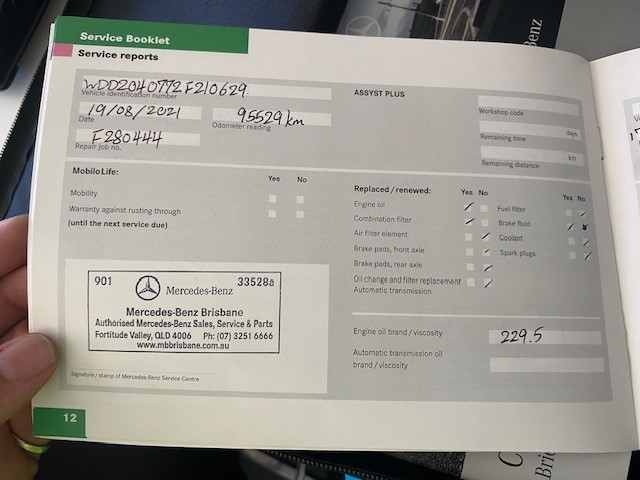 Service Booklet
Service reports
WDD2040772F210629
Vehicle identification number
19/08/2021
Date
95529 km
Odometer reading
F280444
Repair job no.
ASSYST PLUS
Workshop code
days
Remaining time
km
Remaining distance
MobiloLife:
Yes No
Mobility
Warranty against rusting through
(until the next service due)
Replaced / renewed:
Yes No
Engine oil
Combination filter
Air filter element
Brake pads, front axle
Brake pads, rear axle
Oil change and filter replacement
Automatic transmission
Yes No
Fuel filter
Brake fluid
Coolant
Spark plugs
901
33528a
Mercedes-Benz
Mercedes-Benz Brisbane
Authorised Mercedes-Benz Sales, Service & Parts
Fortitude Valley, QLD 4006 Ph: (07) 3251 6666
www.mbbrisbane.com.au
Signature / stamp of Mercedes-Benz Service Centre
Engine oil brand / viscosity
229.5
Automatic transmission oil
brand / viscosity
12